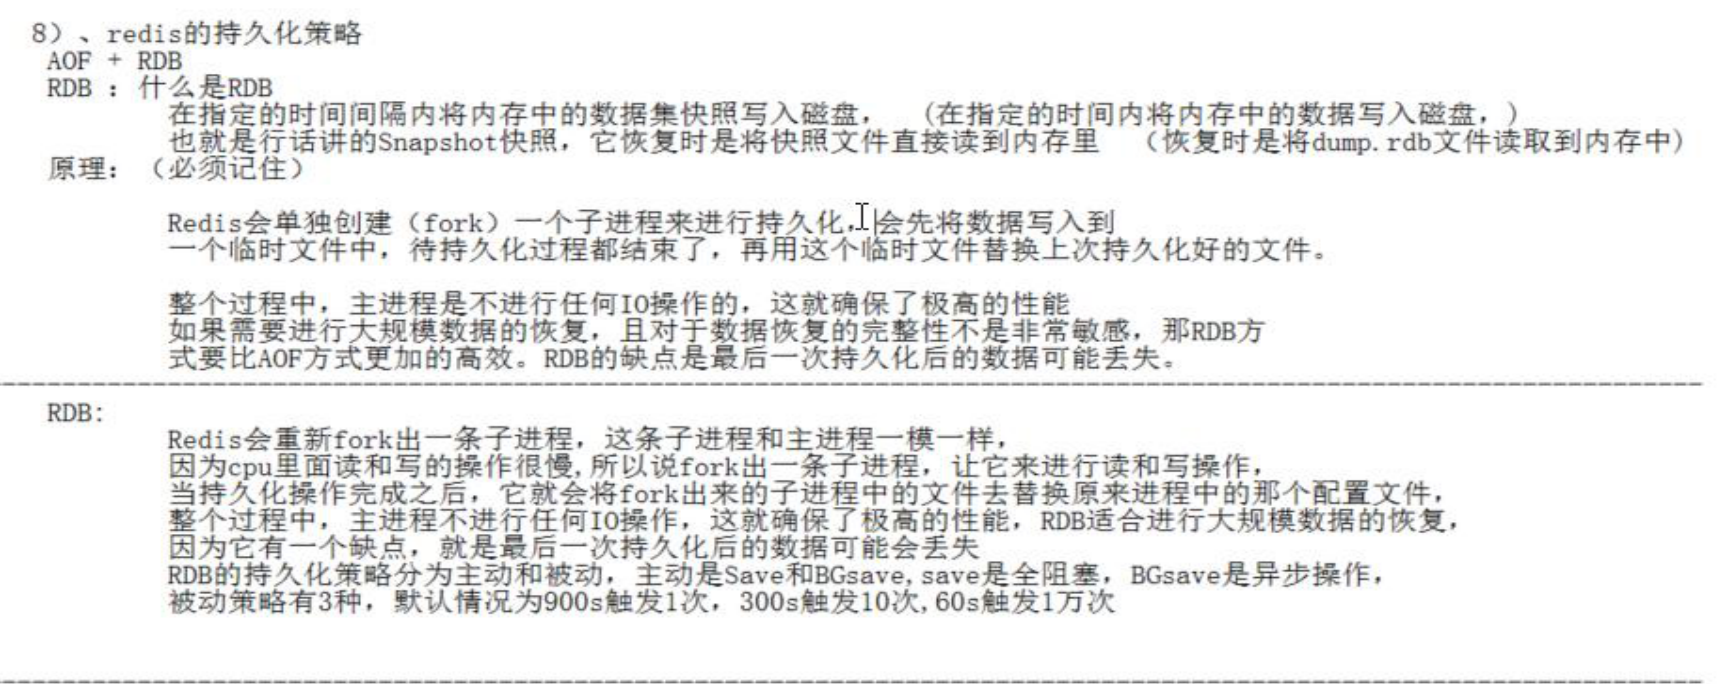 8）、redis的持久化策略
AOF + RDB
RDB : 什么是RDB
在指定的时间间隔内将内存中的数据集快照写入磁盘， (在指定的时间内将内存中的数据写入磁盘，)
也就是行话讲的Snapshot快照，它恢复时是将快照文件直接读到内存里 （恢复时是将dump.rdb文件读取到内存中)
原理：（必须记住）
Redis会单独创建（fork）一个子进程来进行持久化，会先将数据写入到
一个临时文件中，待持久化过程都结束了，再用这个临时文件替换上次持久化好的文件。
整个过程中，主进程是不进行任何IO操作的，这就确保了极高的性能
如果需要进行大规模数据的恢复，且对于数据恢复的完整性不是非常敏感，那RDB方
式要比AOF方式更加的高效。RDB的缺点是最后一次持久化后的数据可能丢失。
RDB:
Redis会重新fork出一条子进程，这条子进程和主进程一模一样，
因为cpu里面读和写的操作很慢,所以说fork出一条子进程，让它来进行读和写操作，
当持久化操作完成之后，它就会将fork出来的子进程中的文件去替换原来进程中的那个配置文件，
整个过程中，主进程不进行任何IO操作，这就确保了极高的性能，RDB适合进行大规模数据的恢复，
因为它有一个缺点，就是最后一次持久化后的数据可能会丢失
RDB的持久化策略分为主动和被动，主动是Save和BGsave,save是全阻塞，BGsave是异步操作，
被动策略有3种，默认情况为900s触发1次，300s触发10次,60s触发1万次